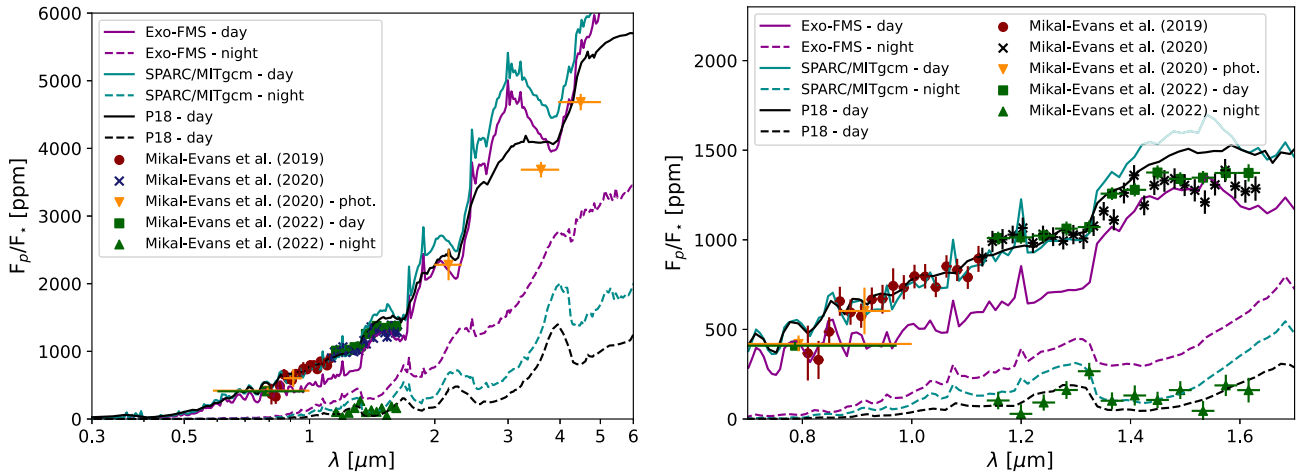 6000
5000
4000
3000
2000
1000
0
F_p/F_⋆ [ppm]
Exo-FMS - day
Exo-FMS - night
SPARC/MITgcm - day
SPARC/MITgcm - night
P18 - day
P18 - night
Mikal-Evans et al. (2019)
Mikal-Evans et al. (2020)
Mikal-Evans et al. (2020) - phot.
Mikal-Evans et al. (2022) - day
Mikal-Evans et al. (2022) - night
0.3 0.5 1 2 3 4 5 6
λ [μm]
2000
1500
1000
500
0
F_p/F_⋆ [ppm]
Exo-FMS - day
Exo-FMS - night
SPARC/MITgcm - day
SPARC/MITgcm - night
P18 - day
P18 - day
Mikal-Evans et al. (2019)
Mikal-Evans et al. (2020)
Mikal-Evans et al. (2020) - phot.
Mikal-Evans et al. (2022) - day
Mikal-Evans et al. (2022) - night
0.8 1.0 1.2 1.4 1.6
λ [μm]